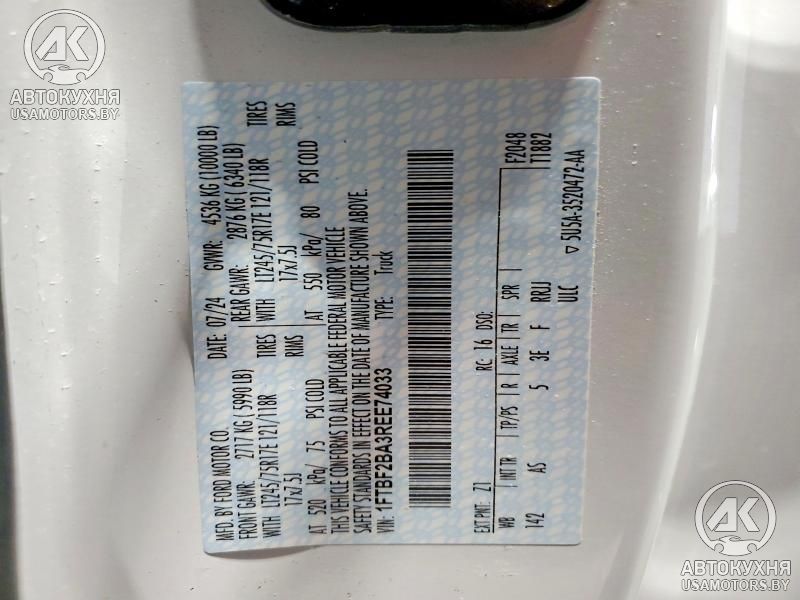 AK
АВТОКУХНЯ
USAMOTORS.BY
MFD. BY FORD MOTOR CO. DATE: 07/24 GVWR: 4536 KG (10000 LB)
FRONT GAWR: 2717 KG (5990 LB) REAR GAWR: 2876 KG (6340 LB)
WITH LT245/75R17E 121/118R TIRES WITH LT245/75R17E 121/118R TIRES
17x7.5J RIMS 17x7.5J RIMS
AT 520 kPa/ 75 PSI COLD AT 550 kPa/ 80 PSI COLD
THIS VEHICLE CONFORMS TO ALL APPLICABLE FEDERAL MOTOR VEHICLE
SAFETY STANDARDS IN EFFECT ON THE DATE OF MANUFACTURE SHOWN ABOVE.
VIN: 1FTBF2BA3REE74033 TYPE: Truck
F2048
T1882
EXT PNT: Z1 RC: 16 DSO:
WB INT TR TP/PS R AXLE TR SPR
142 AS 5 3E F RRUJ
ULC
▽ 5U5A-3520472-AA
AK
АВТОКУХНЯ
USAMOTORS.BY